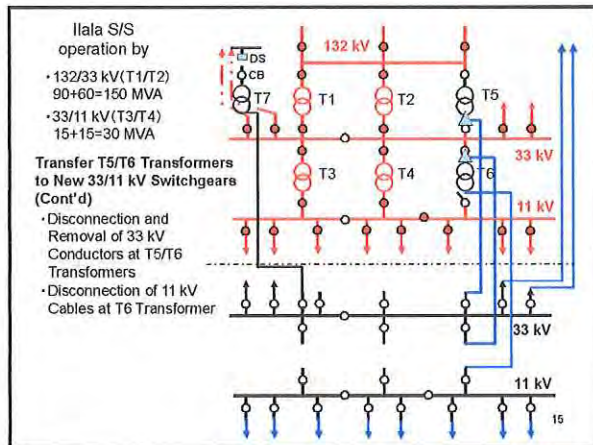 Ilala S/S
operation by
・132/33 kV(T1/T2)
90+60=150 MVA
・33/11 kV(T3/T4)
15+15=30 MVA
Transfer T5/T6 Transformers
to New 33/11 kV Switchgears
(Cont'd)
・Disconnection and
Removal of 33 kV
Conductors at T5/T6
Transformers
・Disconnection of 11 kV
Cables at T6 Transformer
DS
CB
T7
132 kV
T1
T2
T5
33 kV
T3
T4
T6
11 kV
33 kV
11 kV
15